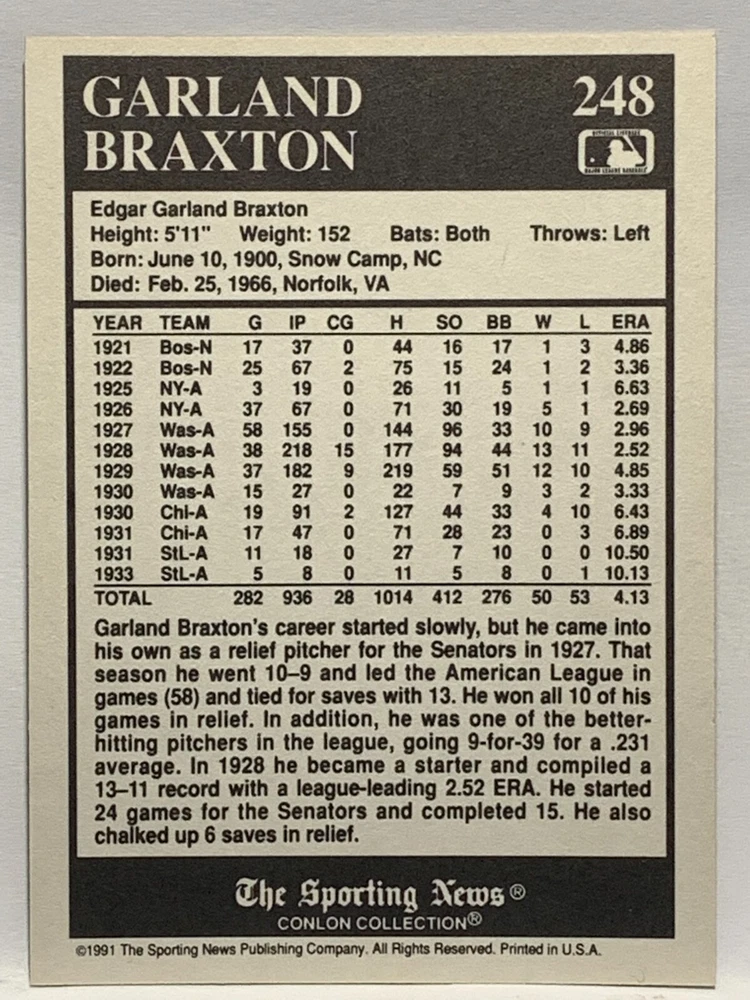 GARLAND 248
BRAXTON
OFFICIAL LICENSEE
MAJOR LEAGUE BASEBALL
Edgar Garland Braxton
Height: 5'11" Weight: 152 Bats: Both Throws: Left
Born: June 10, 1900, Snow Camp, NC
Died: Feb. 25, 1966, Norfolk, VA
YEAR TEAM G IP CG H SO BB W L ERA
1921 Bos-N 17 37 0 44 16 17 1 3 4.86
1922 Bos-N 25 67 2 75 15 24 1 2 3.36
1925 NY-A 3 19 0 26 11 5 1 1 6.63
1926 NY-A 37 67 0 71 30 19 5 1 2.69
1927 Was-A 58 155 0 144 96 33 10 9 2.96
1928 Was-A 38 218 15 177 94 44 13 11 2.52
1929 Was-A 37 182 9 219 59 51 12 10 4.85
1930 Was-A 15 27 0 22 7 9 3 2 3.33
1930 Chi-A 19 91 2 127 44 33 4 10 6.43
1931 Chi-A 17 47 0 71 28 23 0 3 6.89
1931 StL-A 11 18 0 27 7 10 0 0 10.50
1933 StL-A 5 8 0 11 5 8 0 1 10.13
TOTAL 282 936 28 1014 412 276 50 53 4.13
Garland Braxton's career started slowly, but he came into
his own as a relief pitcher for the Senators in 1927. That
season he went 10–9 and led the American League in
games (58) and tied for saves with 13. He won all 10 of his
games in relief. In addition, he was one of the better-
hitting pitchers in the league, going 9-for-39 for a .231
average. In 1928 he became a starter and compiled a
13–11 record with a league-leading 2.52 ERA. He started
24 games for the Senators and completed 15. He also
chalked up 6 saves in relief.
The Sporting News®
CONLON COLLECTION®
©1991 The Sporting News Publishing Company. All Rights Reserved. Printed in U.S.A.